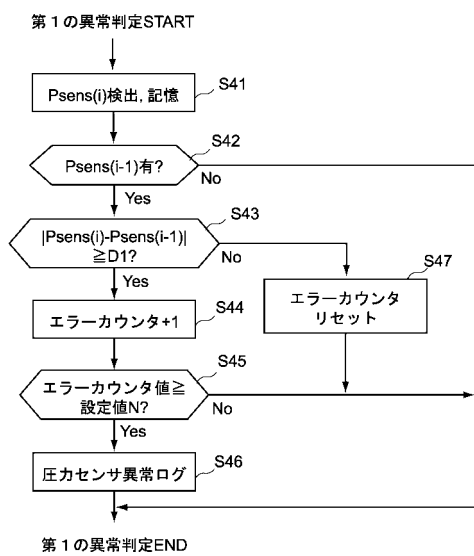 第1の異常判定START
S41
Psens(i)検出,記憶
S42
Psens(i-1)有?
No
Yes
S43
|Psens(i)-Psens(i-1)|
≧D1?
No
Yes
S47
エラーカウンタ
リセット
S44
エラーカウンタ+1
S45
エラーカウンタ値≧
設定値N?
No
Yes
S46
圧力センサ異常ログ
第1の異常判定END